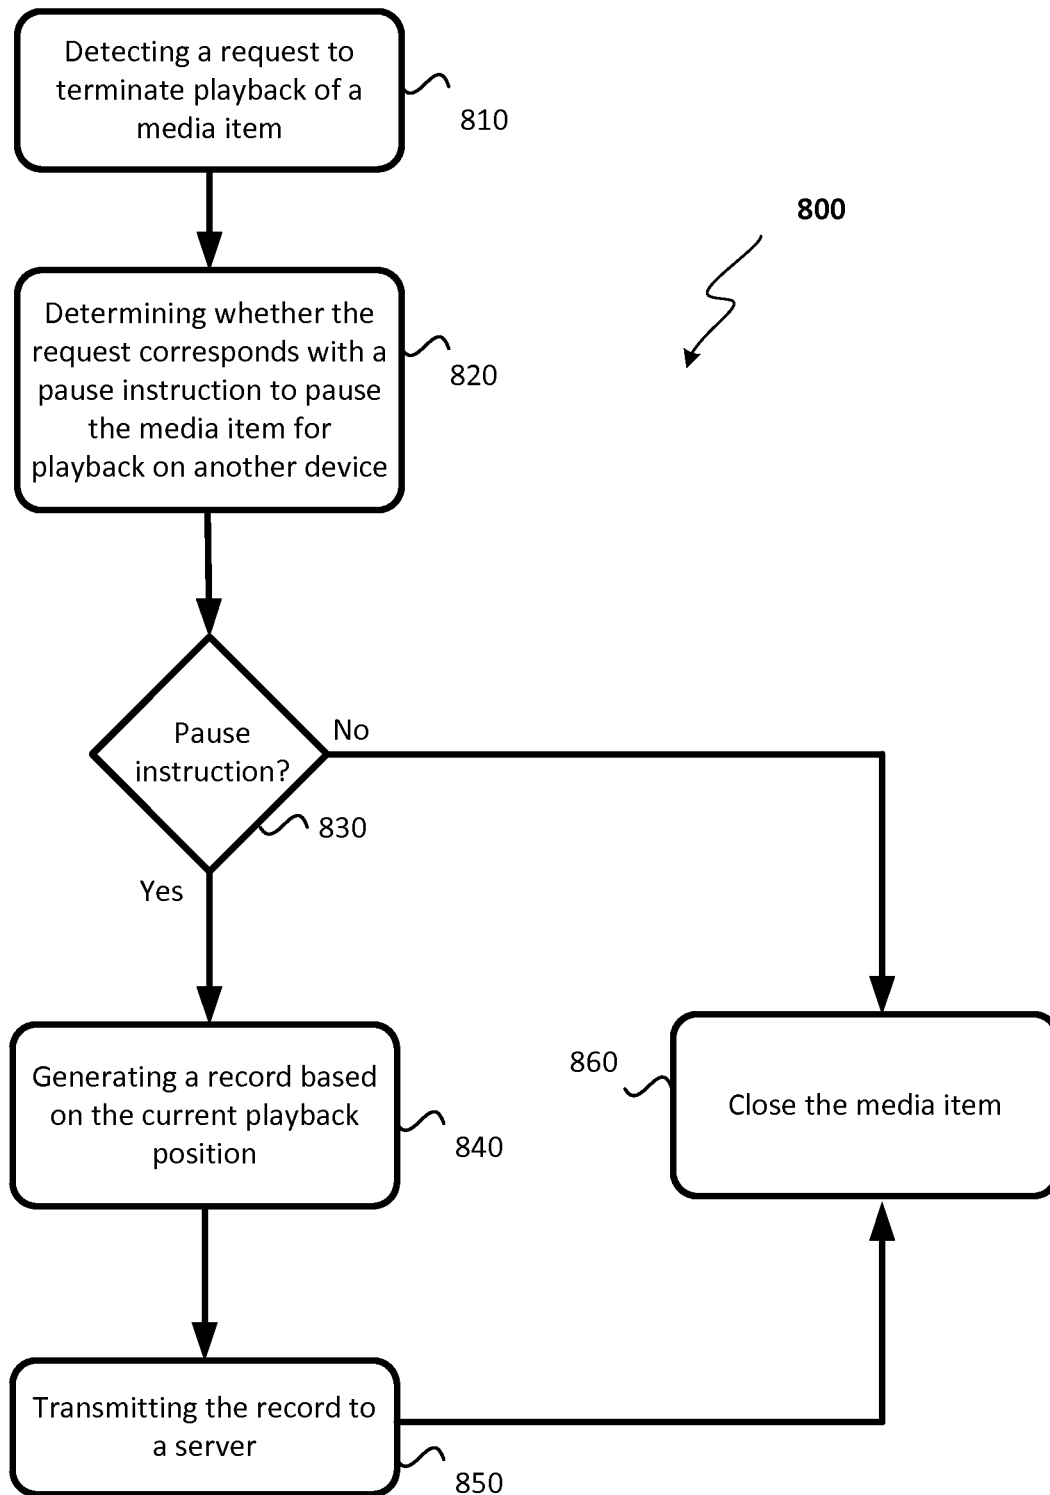 Detecting a request to
terminate playback of a
media item
810
800
Determining whether the
request corresponds with a
pause instruction to pause
the media item for
playback on another device
820
Pause
instruction?
No
830
Yes
Generating a record based
on the current playback
position
840
860
Close the media item
Transmitting the record to
a server
850